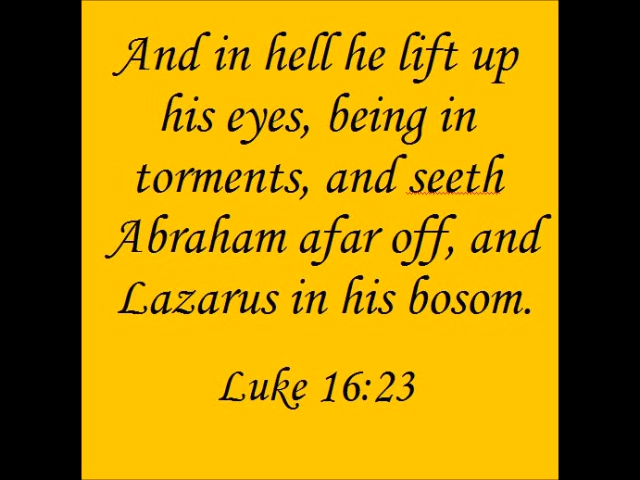 And in hell he lift up
his eyes, being in
torments, and seeth
Abraham afar off, and
Lazarus in his bosom.
Luke 16:23